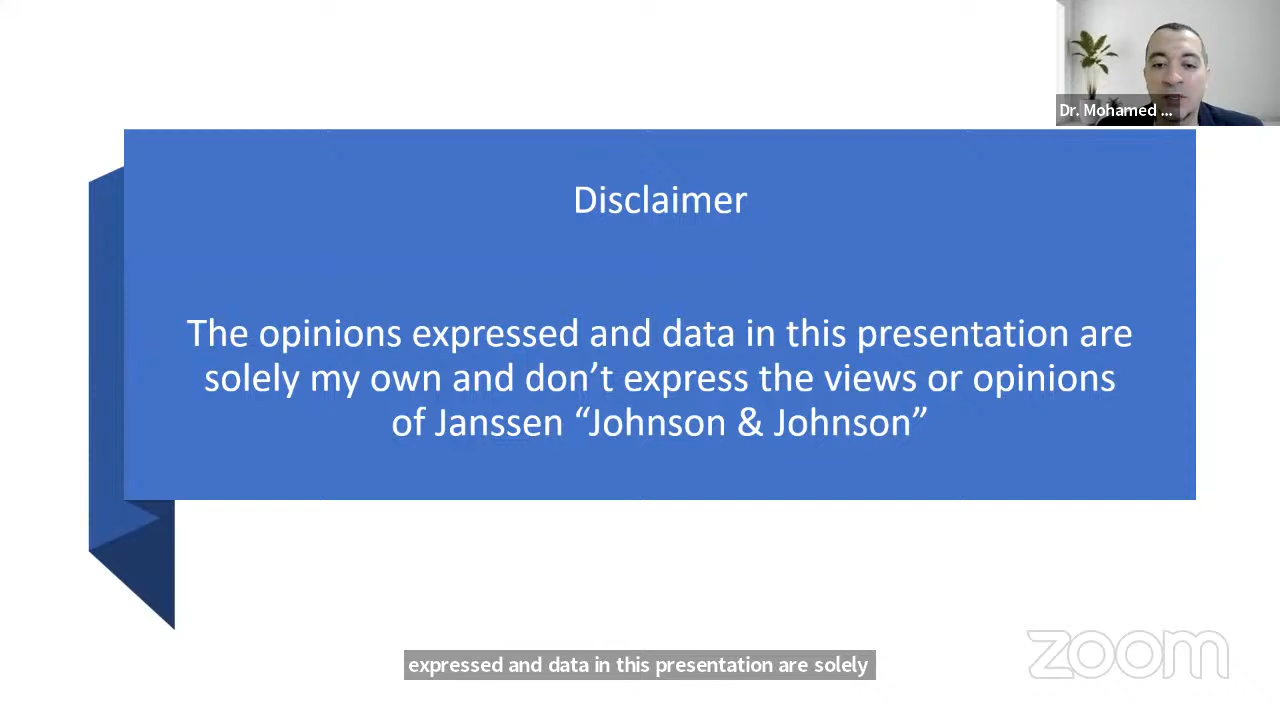 Dr. Mohamed ...
Disclaimer
The opinions expressed and data in this presentation are
solely my own and don’t express the views or opinions
of Janssen “Johnson & Johnson”
expressed and data in this presentation are solely
zoom